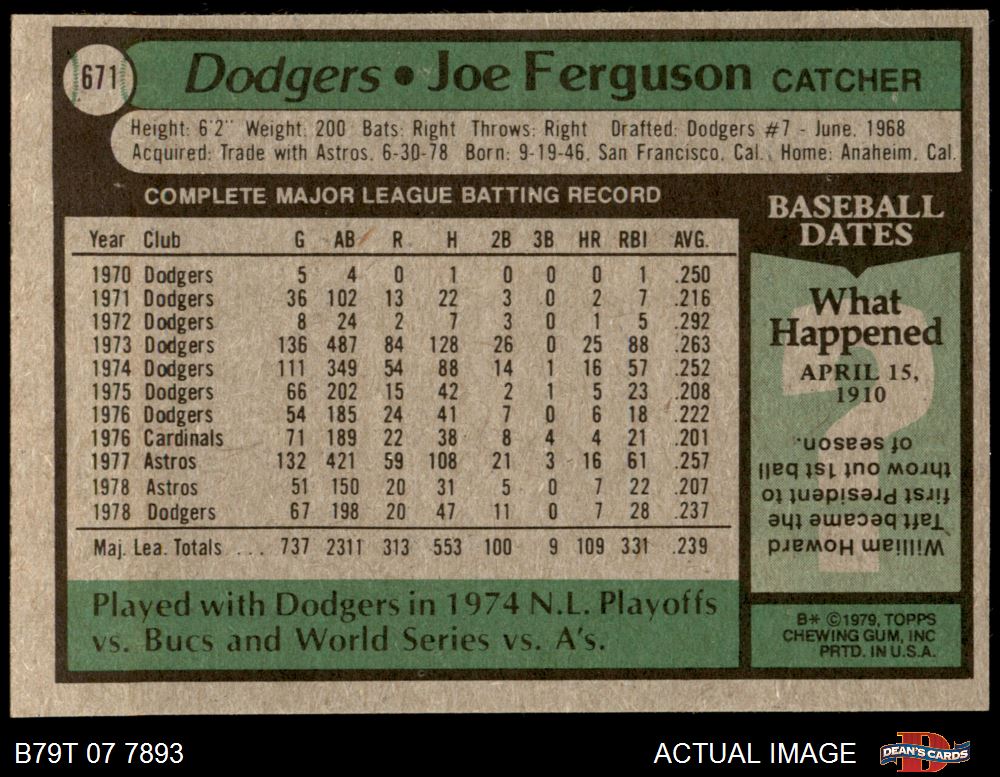 671
Dodgers • Joe Ferguson CATCHER
Height: 6'2" Weight: 200 Bats: Right Throws: Right Drafted: Dodgers #7 - June, 1968
Acquired: Trade with Astros, 6-30-78 Born: 9-19-46, San Francisco, Cal. Home: Anaheim, Cal.
COMPLETE MAJOR LEAGUE BATTING RECORD
Year Club G AB R H 2B 3B HR RBI AVG.
1970 Dodgers 5 4 0 1 0 0 0 1 .250
1971 Dodgers 36 102 13 22 3 0 2 7 .216
1972 Dodgers 8 24 2 7 3 0 1 5 .292
1973 Dodgers 136 487 84 128 26 0 25 88 .263
1974 Dodgers 111 349 54 88 14 1 16 57 .252
1975 Dodgers 66 202 15 42 2 1 5 23 .208
1976 Dodgers 54 185 24 41 7 0 6 18 .222
1976 Cardinals 71 189 22 38 8 4 4 21 .201
1977 Astros 132 421 59 108 21 3 16 61 .257
1978 Astros 51 150 20 31 5 0 7 22 .207
1978 Dodgers 67 198 20 47 11 0 7 28 .237
Maj. Lea. Totals ... 737 2311 313 553 100 9 109 331 .239
Played with Dodgers in 1974 N.L. Playoffs
vs. Bucs and World Series vs. A's.
BASEBALL
DATES
What
Happened
APRIL 15,
1910
?
William Howard
Taft became the
first President to
throw out 1st ball
of season.
B* ©1979, TOPPS
CHEWING GUM, INC
PRTD. IN U.S.A.
B79T 07 7893
ACTUAL IMAGE
D
DEAN'S CARDS